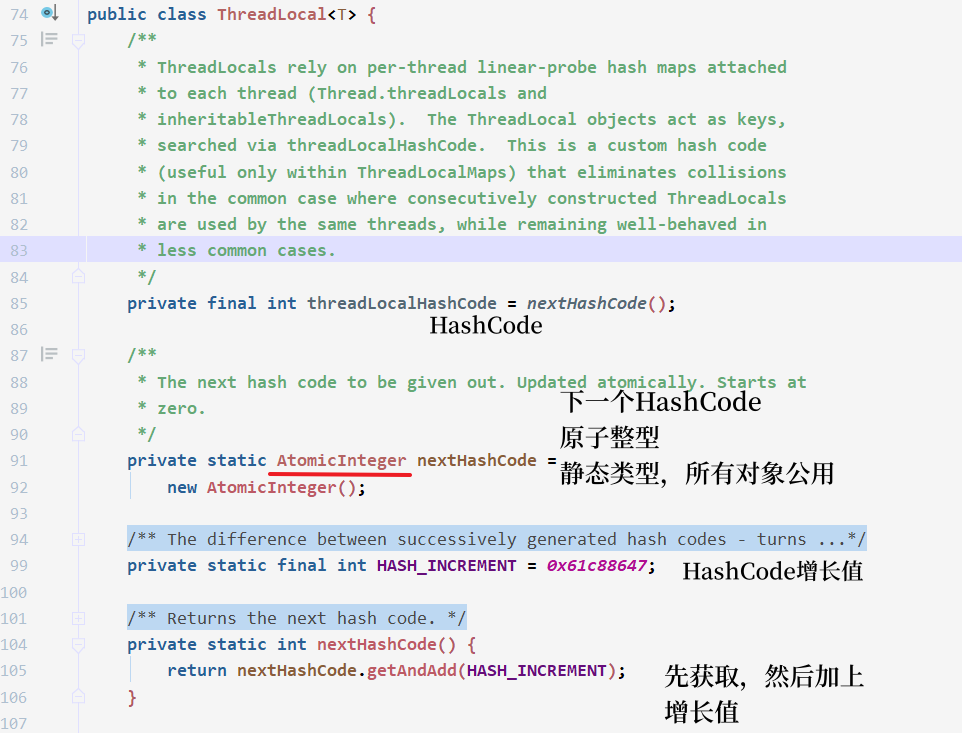 74 public class ThreadLocal<T> {
75 /**
76 * ThreadLocals rely on per-thread linear-probe hash maps attached
77 * to each thread (Thread.threadLocals and
78 * inheritableThreadLocals).  The ThreadLocal objects act as keys,
79 * searched via threadLocalHashCode.  This is a custom hash code
80 * (useful only within ThreadLocalMaps) that eliminates collisions
81 * in the common case where consecutively constructed ThreadLocals
82 * are used by the same threads, while remaining well-behaved in
83 * less common cases.
84 */
85 private final int threadLocalHashCode = nextHashCode();
86 HashCode
87 /**
88 * The next hash code to be given out. Updated atomically. Starts at
89 * zero.
下一个HashCode
90 */
原子整型
91 private static AtomicInteger nextHashCode =
静态类型，所有对象公用
92 new AtomicInteger();
93
94 /** The difference between successively generated hash codes - turns ...*/
99 private static final int HASH_INCREMENT = 0x61c88647;
HashCode增长值
100
101 /** Returns the next hash code. */
104 private static int nextHashCode() {
105 return nextHashCode.getAndAdd(HASH_INCREMENT);
先获取，然后加上
106 }
增长值
107